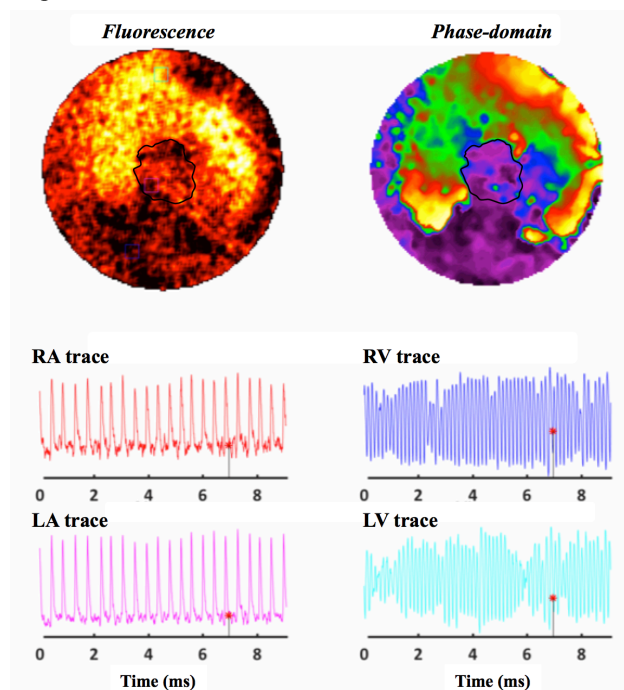 Fluorescence Phase-domain
RA trace RV trace
0 2 4 6 8 0 2 4 6 8
LA trace LV trace
0 2 4 6 8 0 2 4 6 8
Time (ms) Time (ms)